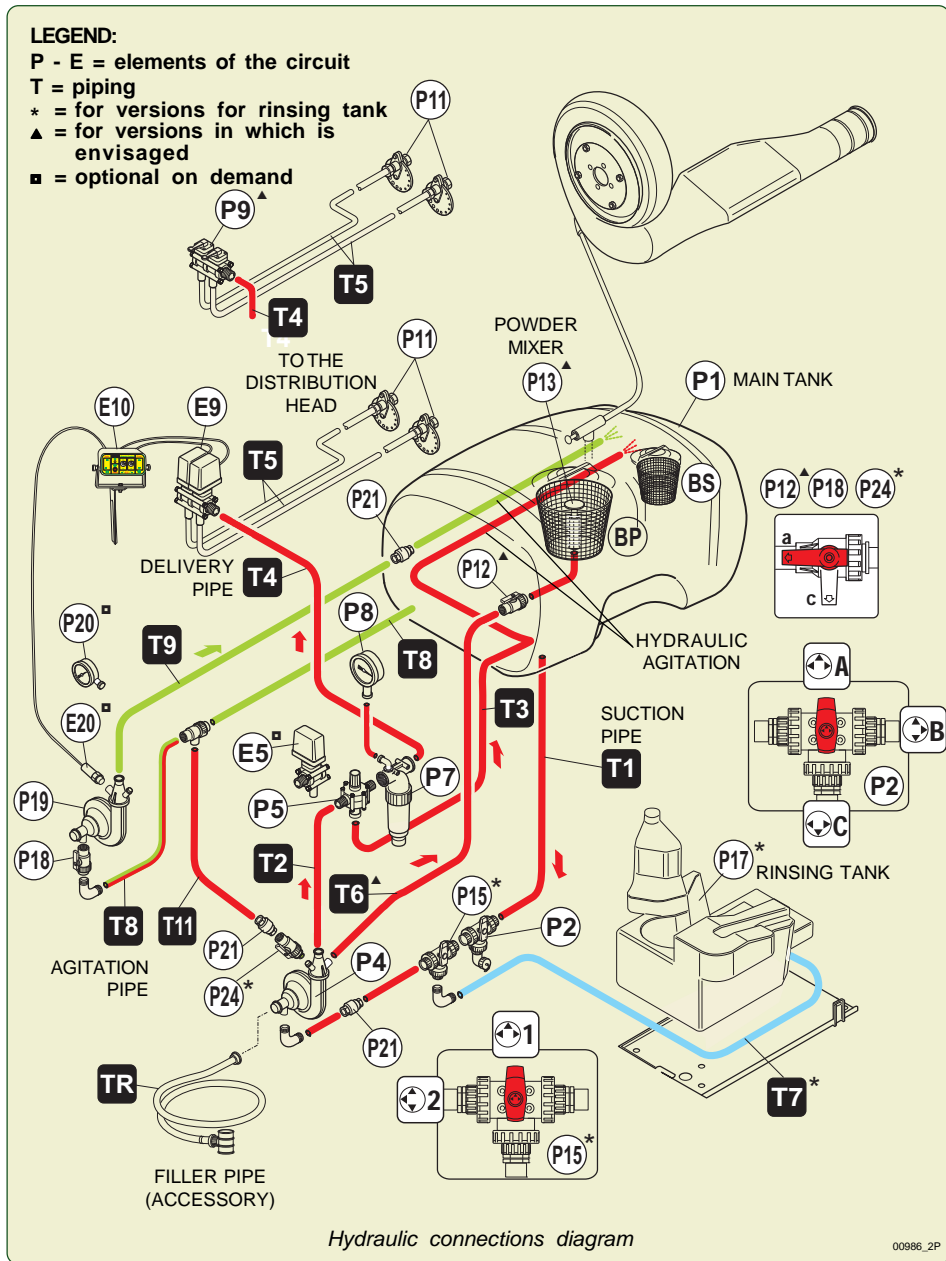 LEGEND:
P - E = elements of the circuit
T = piping
* = for versions for rinsing tank
▲ = for versions in which is
envisaged
◘ = optional on demand
P11
P9 ▲
T5
T4
T4
TO THE
DISTRIBUTION
HEAD
P11
POWDER
MIXER
P13 ▲
P1 MAIN TANK
E10
E9
T5
P21
BS
BP
P12 ▲ P18 P24 *
a
c
DELIVERY
PIPE
T4
P12 ▲
P20 ◘
P8
T9
T8
HYDRAULIC
AGITATION
A
B
P2
C
T3
SUCTION
PIPE
T1
E20 ◘
E5 ◘
P7
P5
P19
P18
T2
T6 ▲
P17 *
RINSING TANK
T8
T11
P15 *
P2
P21
AGITATION
PIPE
P24 *
P4
P21
1
2
P15 *
T7 *
TR
FILLER PIPE
(ACCESSORY)
Hydraulic connections diagram
00986_2P